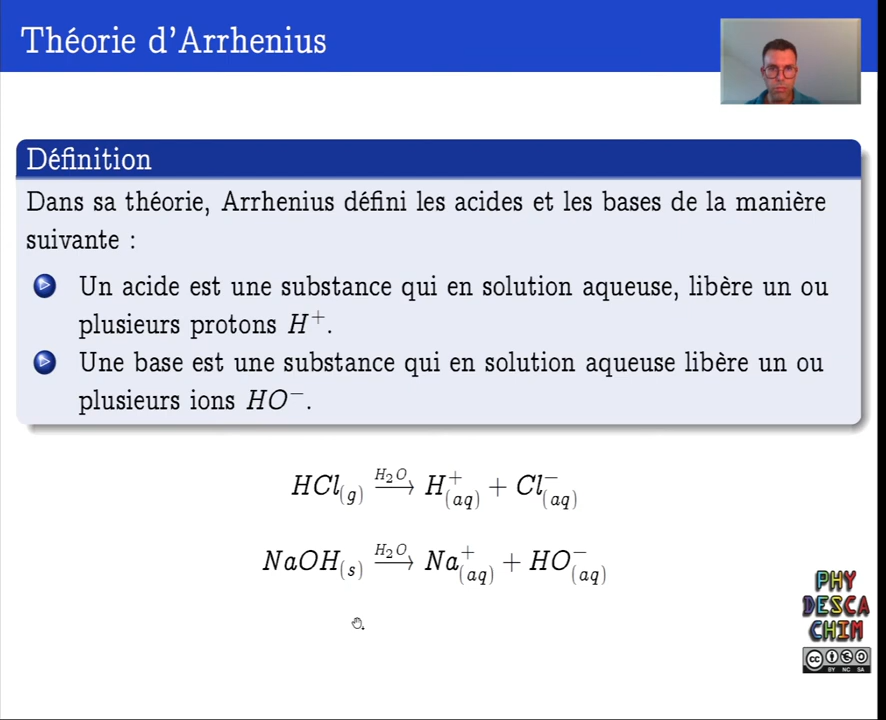 Théorie d'Arrhenius
Définition
Dans sa théorie, Arrhenius défini les acides et les bases de la manière
suivante :
Un acide est une substance qui en solution aqueuse, libère un ou
plusieurs protons H⁺.
Une base est une substance qui en solution aqueuse libère un ou
plusieurs ions HO⁻.
HCl(g) →[H₂O] H⁺(aq) + Cl⁻(aq)
NaOH(s) →[H₂O] Na⁺(aq) + HO⁻(aq)
PHY
DESCA
CHIM
cc
BY NC SA